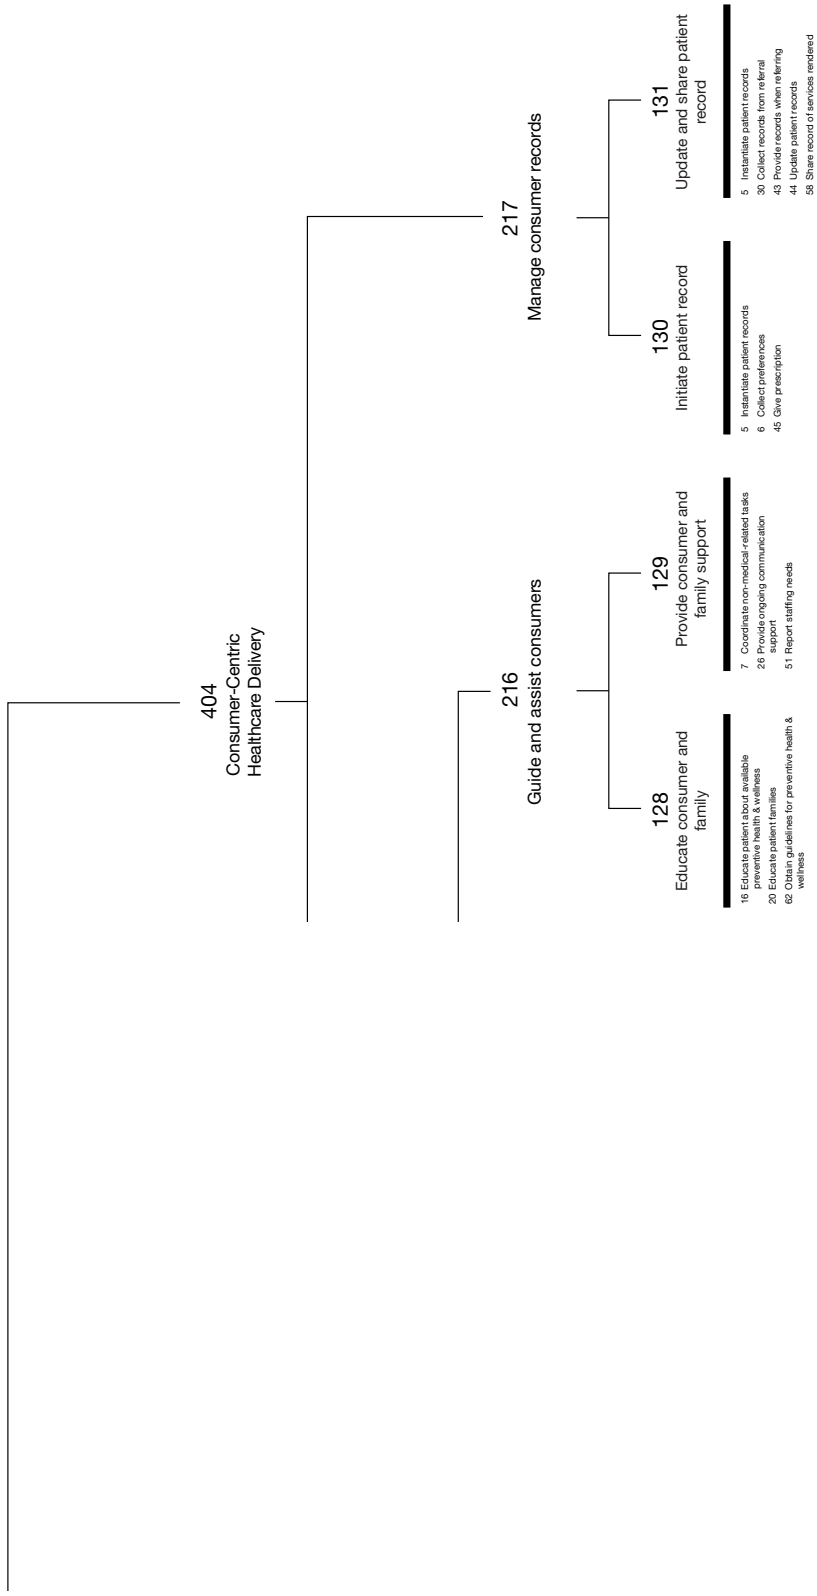 404
Consumer-Centric
Healthcare Delivery
216
Guide and assist consumers
217
Manage consumer records
128
Educate consumer and
family
129
Provide consumer and
family support
130
Initiate patient record
131
Update and share patient
record
16 Educate patient about available
preventive health & wellness
20 Educate patient families
62 Obtain guidelines for preventive health &
wellness
7 Coordinate non-medical-related tasks
26 Provide ongoing communication
support
51 Report staffing needs
5 Instantiate patient records
6 Collect preferences
45 Give prescription
5 Instantiate patient records
30 Collect records from referral
43 Provide records when referring
44 Update patient records
58 Share record of services rendered